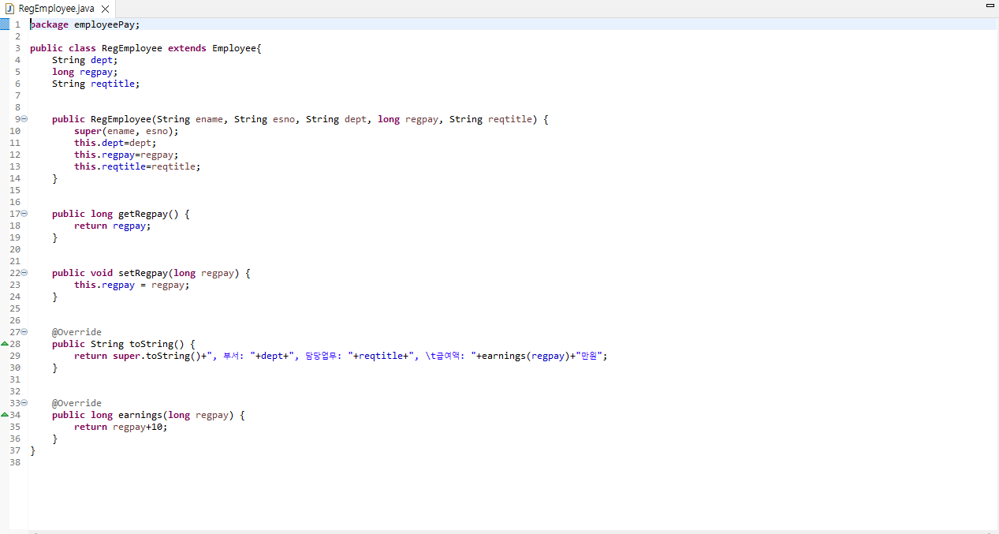 RegEmployee.java
1 package employeePay;
2
3 public class RegEmployee extends Employee{
4     String dept;
5     long regpay;
6     String reqtitle;
7
8
9     public RegEmployee(String ename, String esno, String dept, long regpay, String reqtitle) {
10         super(ename, esno);
11         this.dept=dept;
12         this.regpay=regpay;
13         this.reqtitle=reqtitle;
14     }
15
16
17     public long getRegpay() {
18         return regpay;
19     }
20
21
22     public void setRegpay(long regpay) {
23         this.regpay = regpay;
24     }
25
26
27     @Override
28     public String toString() {
29         return super.toString()+", 부서: "+dept+", 담당업무: "+reqtitle+", \t급여액: "+earnings(regpay)+"만원";
30     }
31
32
33     @Override
34     public long earnings(long regpay) {
35         return regpay+10;
36     }
37 }
38